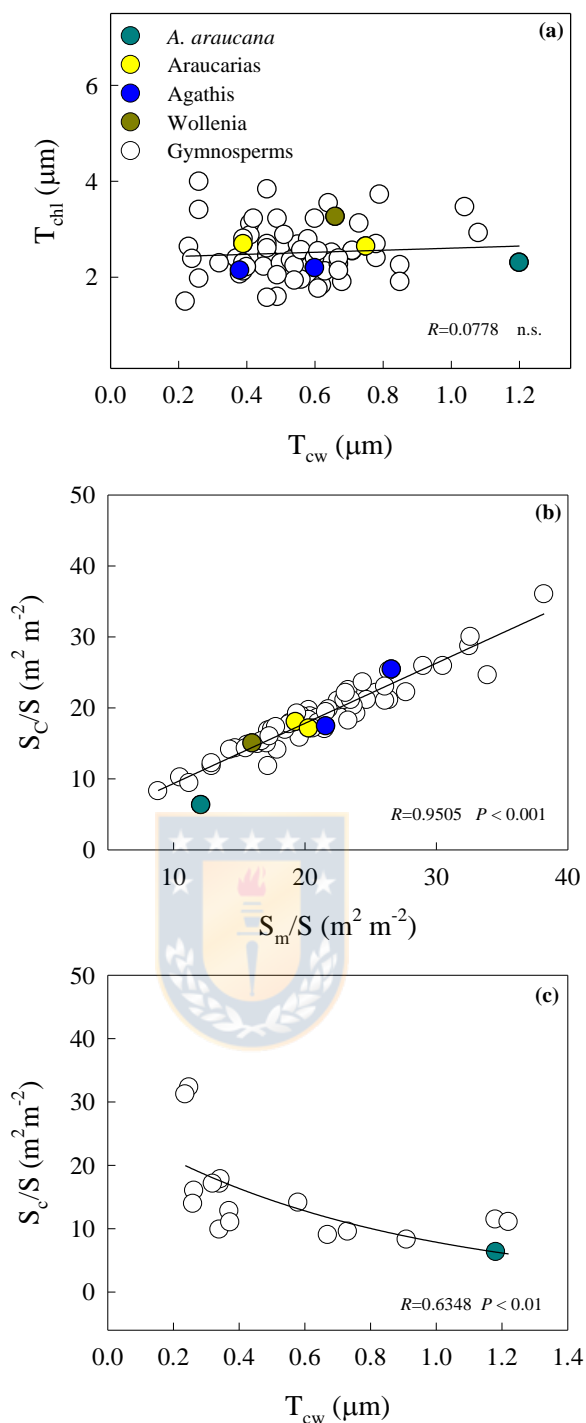 (a)
A. araucana
Araucarias
Agathis
Wollenia
Gymnosperms
T_chl (μm)
6
4
2
R=0.0778 n.s.
0.0 0.2 0.4 0.6 0.8 1.0 1.2
T_cw (μm)
(b)
S_C/S (m² m⁻²)
50
40
30
20
10
0
R=0.9505 P < 0.001
10 20 30 40
S_m/S (m² m⁻²)
(c)
S_c/S (m² m⁻²)
50
40
30
20
10
0
R=0.6348 P < 0.01
0.0 0.2 0.4 0.6 0.8 1.0 1.2 1.4
T_cw (μm)